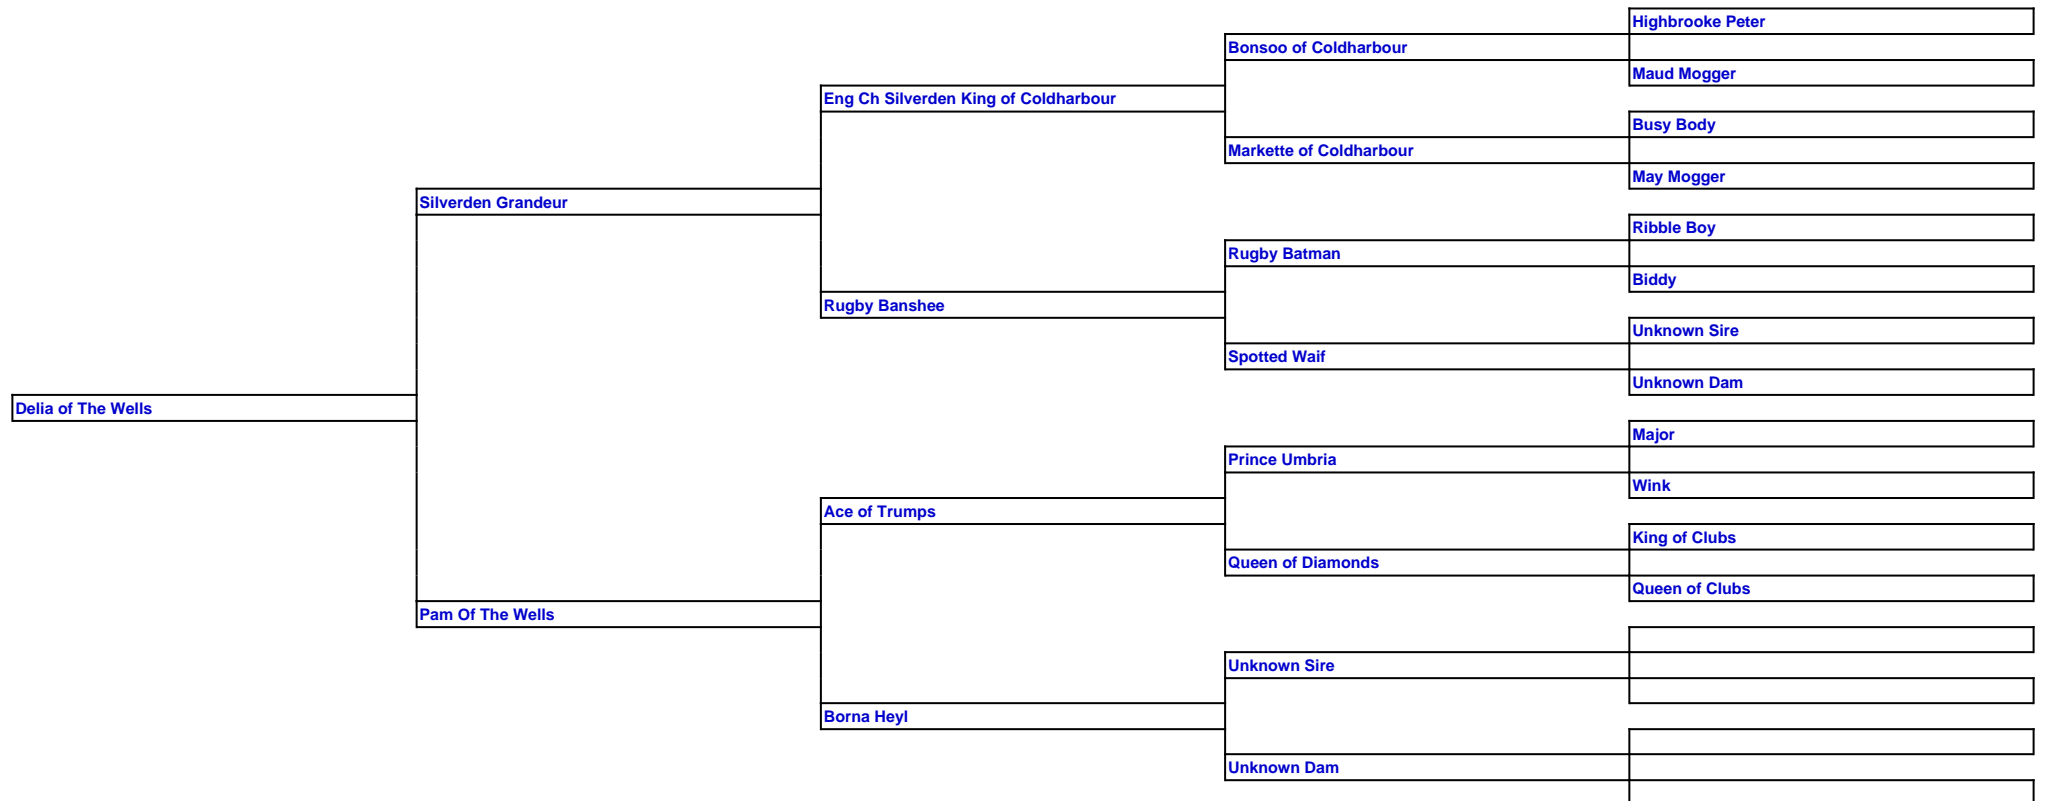 Highbrooke Peter
Bonsoo of Coldharbour
Maud Mogger
Eng Ch Silverden King of Coldharbour
Busy Body
Markette of Coldharbour
May Mogger
Silverden Grandeur
Ribble Boy
Rugby Batman
Biddy
Rugby Banshee
Unknown Sire
Spotted Waif
Unknown Dam
Delia of The Wells
Major
Prince Umbria
Wink
Ace of Trumps
King of Clubs
Queen of Diamonds
Queen of Clubs
Pam Of The Wells
Unknown Sire
Borna Heyl
Unknown Dam